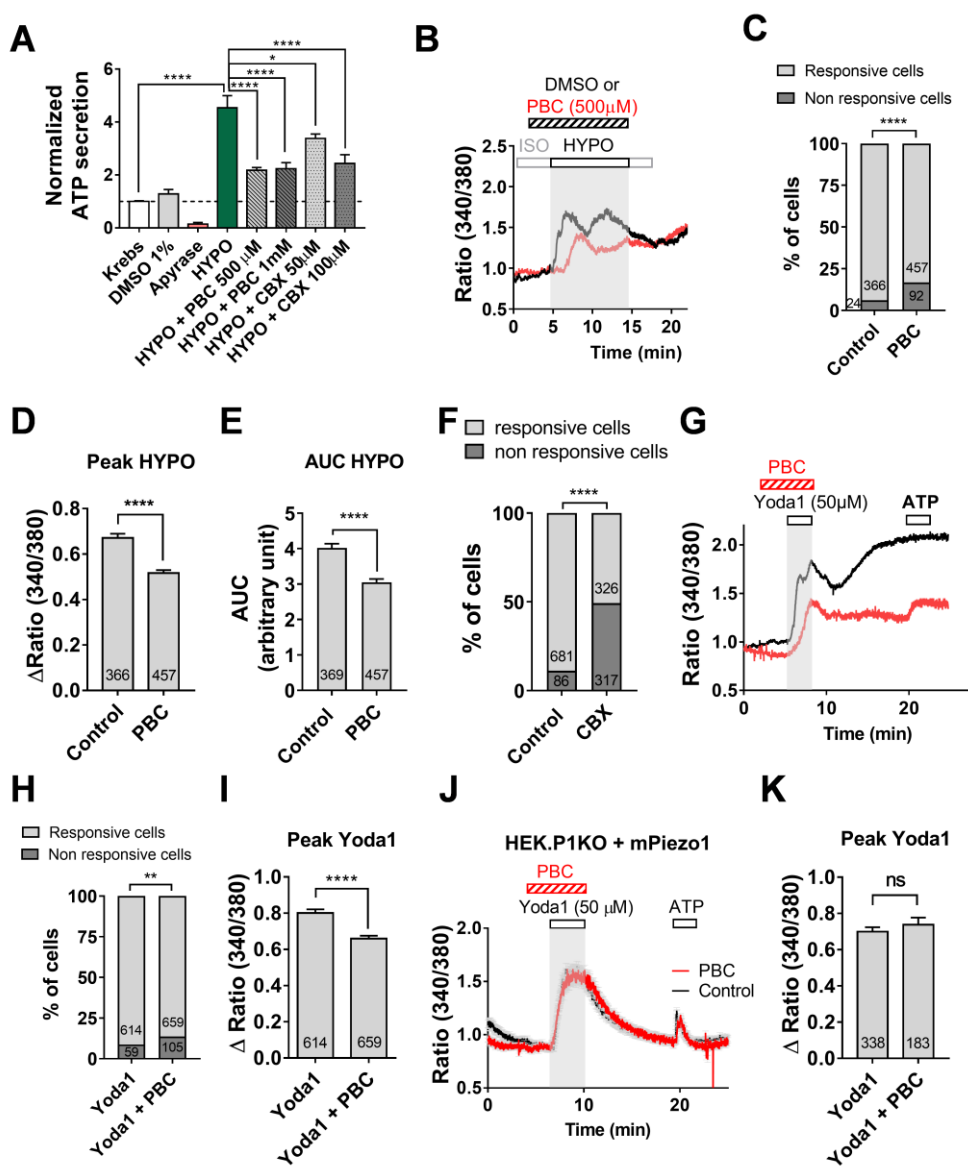 A
Normalized
ATP secretion
6
4
2
0
****
****
*
****
****
Krebs
DMSO 1%
Apyrase
HYPO
HYPO + PBC 500 μM
HYPO + PBC 1mM
HYPO + CBX 50μM
HYPO + CBX 100μM
B
DMSO or
PBC (500μM)
ISO
HYPO
Ratio (340/380)
2.5
2.0
1.5
1.0
0
5
10
15
20
Time (min)
C
Responsive cells
Non responsive cells
****
% of cells
100
75
50
25
0
366
24
457
92
Control
PBC
D
Peak HYPO
****
ΔRatio (340/380)
0.8
0.6
0.4
0.2
0.0
366
457
Control
PBC
E
AUC HYPO
****
AUC
(arbitrary unit)
5
4
3
2
1
0
369
457
Control
PBC
F
responsive cells
non responsive cells
****
% of cells
100
50
0
681
86
326
317
Control
CBX
G
PBC
Yoda1 (50μM)
ATP
Ratio (340/380)
2.5
2.0
1.5
1.0
0.5
0
10
20
Time (min)
H
Responsive cells
Non responsive cells
**
% of cells
100
75
50
25
0
614
59
659
105
Yoda1
Yoda1 + PBC
I
Peak Yoda1
****
Δ Ratio (340/380)
1.0
0.8
0.6
0.4
0.2
0.0
614
659
Yoda1
Yoda1 + PBC
J
HEK.P1KO + mPiezo1
PBC
Yoda1 (50 μM)
ATP
PBC
Control
Ratio (340/380)
2.5
2.0
1.5
1.0
0.5
0
10
20
Time (min)
K
Peak Yoda1
ns
Δ Ratio (340/380)
1.0
0.8
0.6
0.4
0.2
0.0
338
183
Yoda1
Yoda1 + PBC